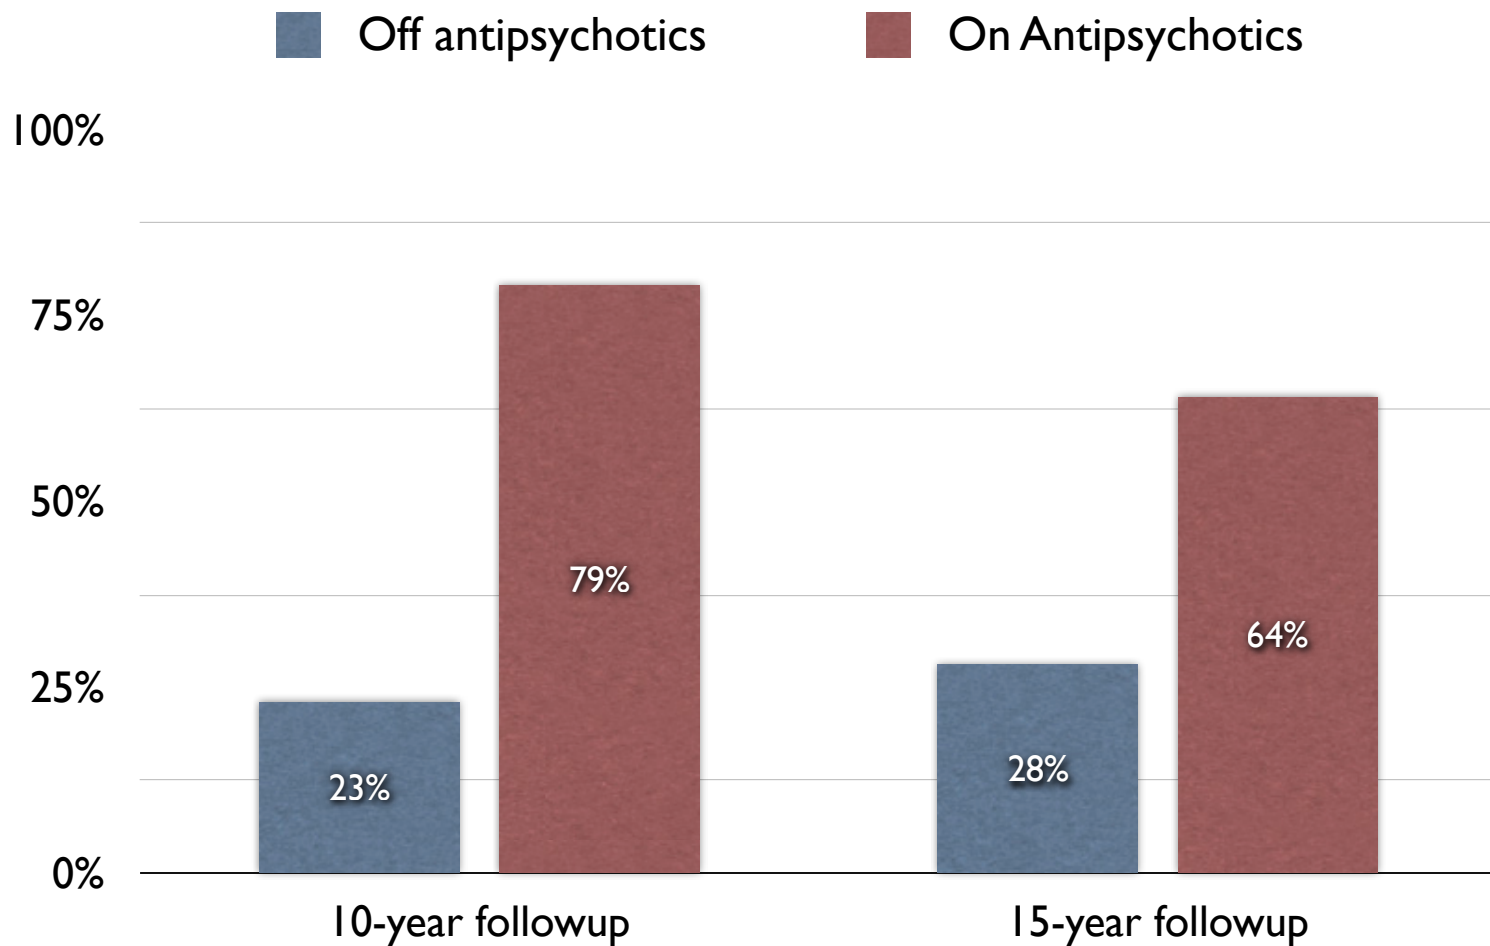 Off antipsychotics
On Antipsychotics
100%
75%
50%
25%
0%
79%
64%
23%
28%
10-year followup
15-year followup